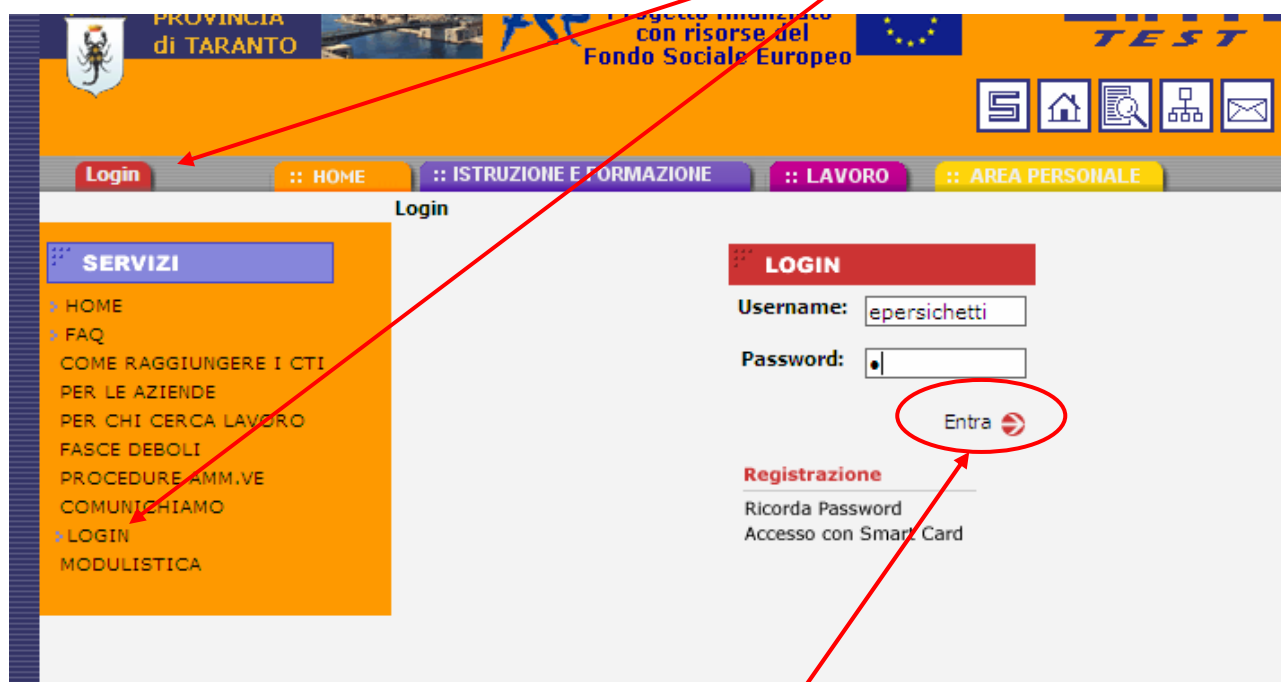 PROVINCIA
di TARANTO
Progetto finanziato
con risorse del
Fondo Sociale Europeo
TEST
Login
:: HOME
:: ISTRUZIONE E FORMAZIONE
:: LAVORO
:: AREA PERSONALE
Login
SERVIZI
HOME
FAQ
COME RAGGIUNGERE I CTI
PER LE AZIENDE
PER CHI CERCA LAVORO
FASCE DEBOLI
PROCEDURE AMM.VE
COMUNICHIAMO
LOGIN
MODULISTICA
LOGIN
Username: epersichetti
Password: •
Entra
Registrazione
Ricorda Password
Accesso con Smart Card